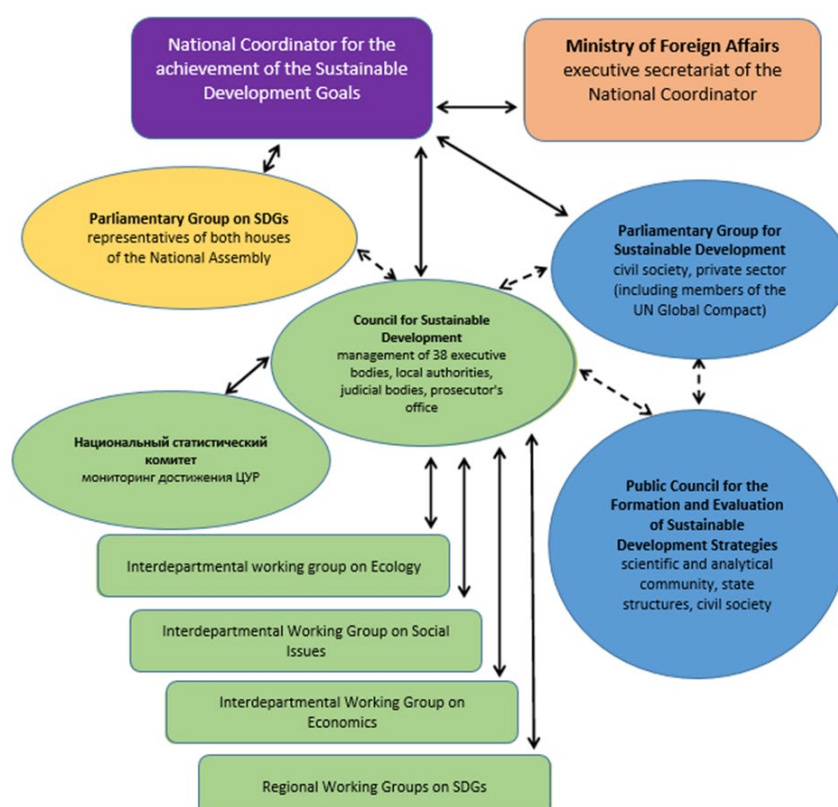 National Coordinator for the
achievement of the Sustainable
Development Goals
Ministry of Foreign Affairs
executive secretariat of the
National Coordinator
Parliamentary Group on SDGs
representatives of both houses
of the National Assembly
Parliamentary Group for
Sustainable Development
civil society, private sector
(including members of the
UN Global Compact)
Council for Sustainable
Development
management of 38 executive
bodies, local authorities,
judicial bodies, prosecutor's
office
Национальный статистический
комитет
мониторинг достижения ЦУР
Public Council for the
Formation and Evaluation
of Sustainable
Development Strategies
scientific and analytical
community, state
structures, civil society
Interdepartmental working group on Ecology
Interdepartmental Working Group on Social
Issues
Interdepartmental Working Group on
Economics
Regional Working Groups on SDGs